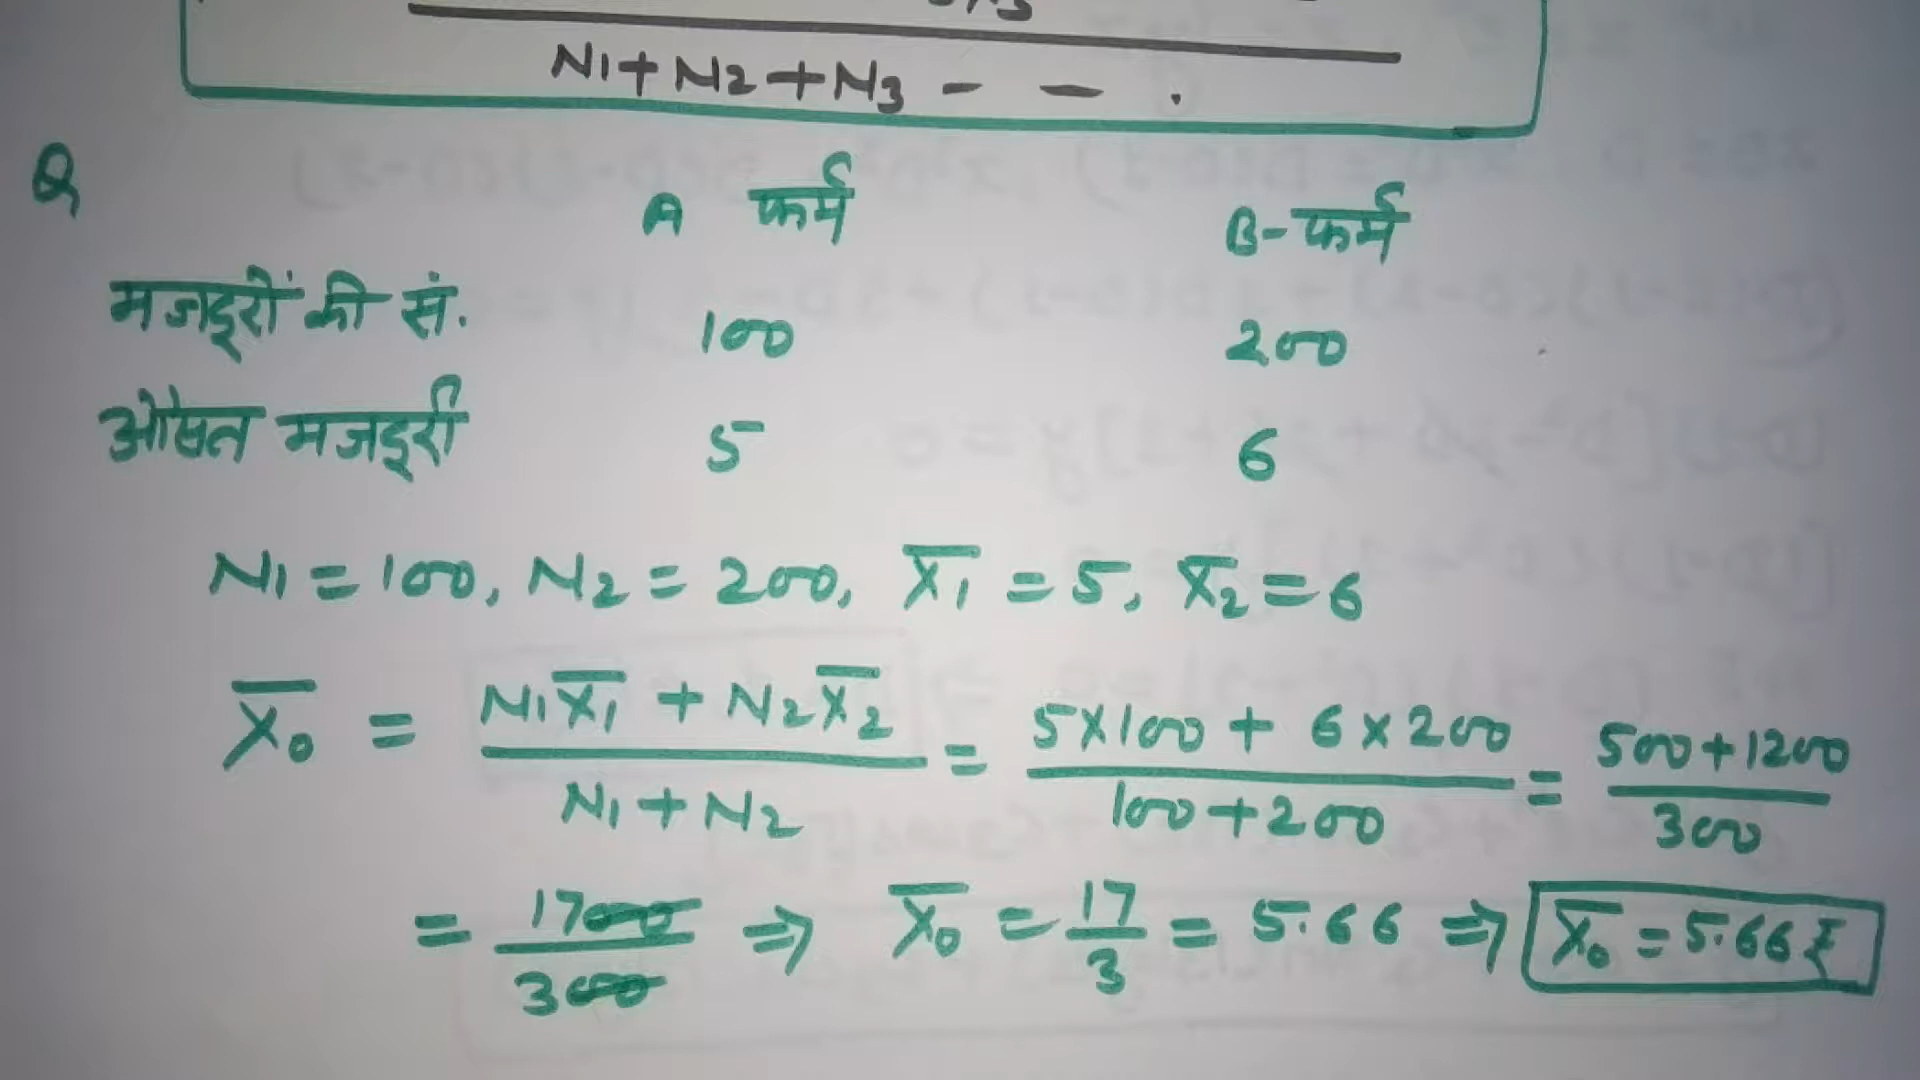 N1+N2+N3 - - .
Q
A फर्म B-फर्म
मजदूरों की सं. 100 200
औसत मजदूरी 5 6
N1 = 100, N2 = 200, X̅1 = 5, X̅2 = 6
X̅0 = N1X̅1 + N2X̅2 / N1 + N2 = 5×100 + 6×200 / 100+200 = 500+1200 / 300
= 1700 / 300 ⇒ X̅0 = 17/3 = 5.66 ⇒ X̅0 = 5.66₹